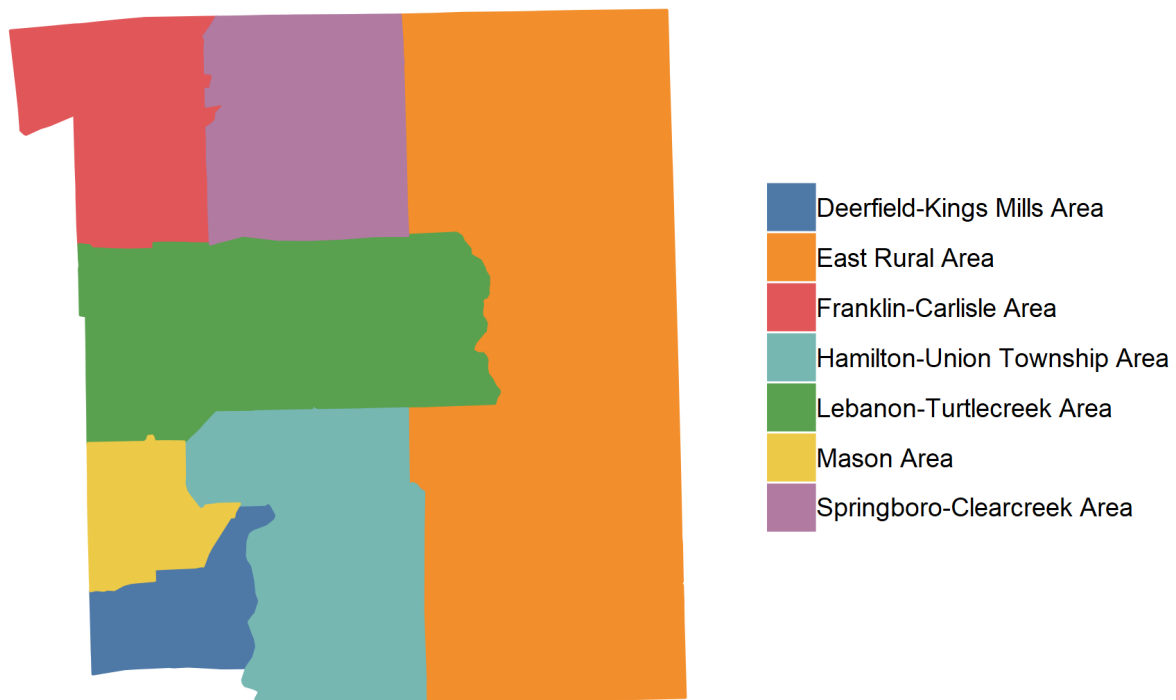 Deerfield-Kings Mills Area
East Rural Area
Franklin-Carlisle Area
Hamilton-Union Township Area
Lebanon-Turtlecreek Area
Mason Area
Springboro-Clearcreek Area